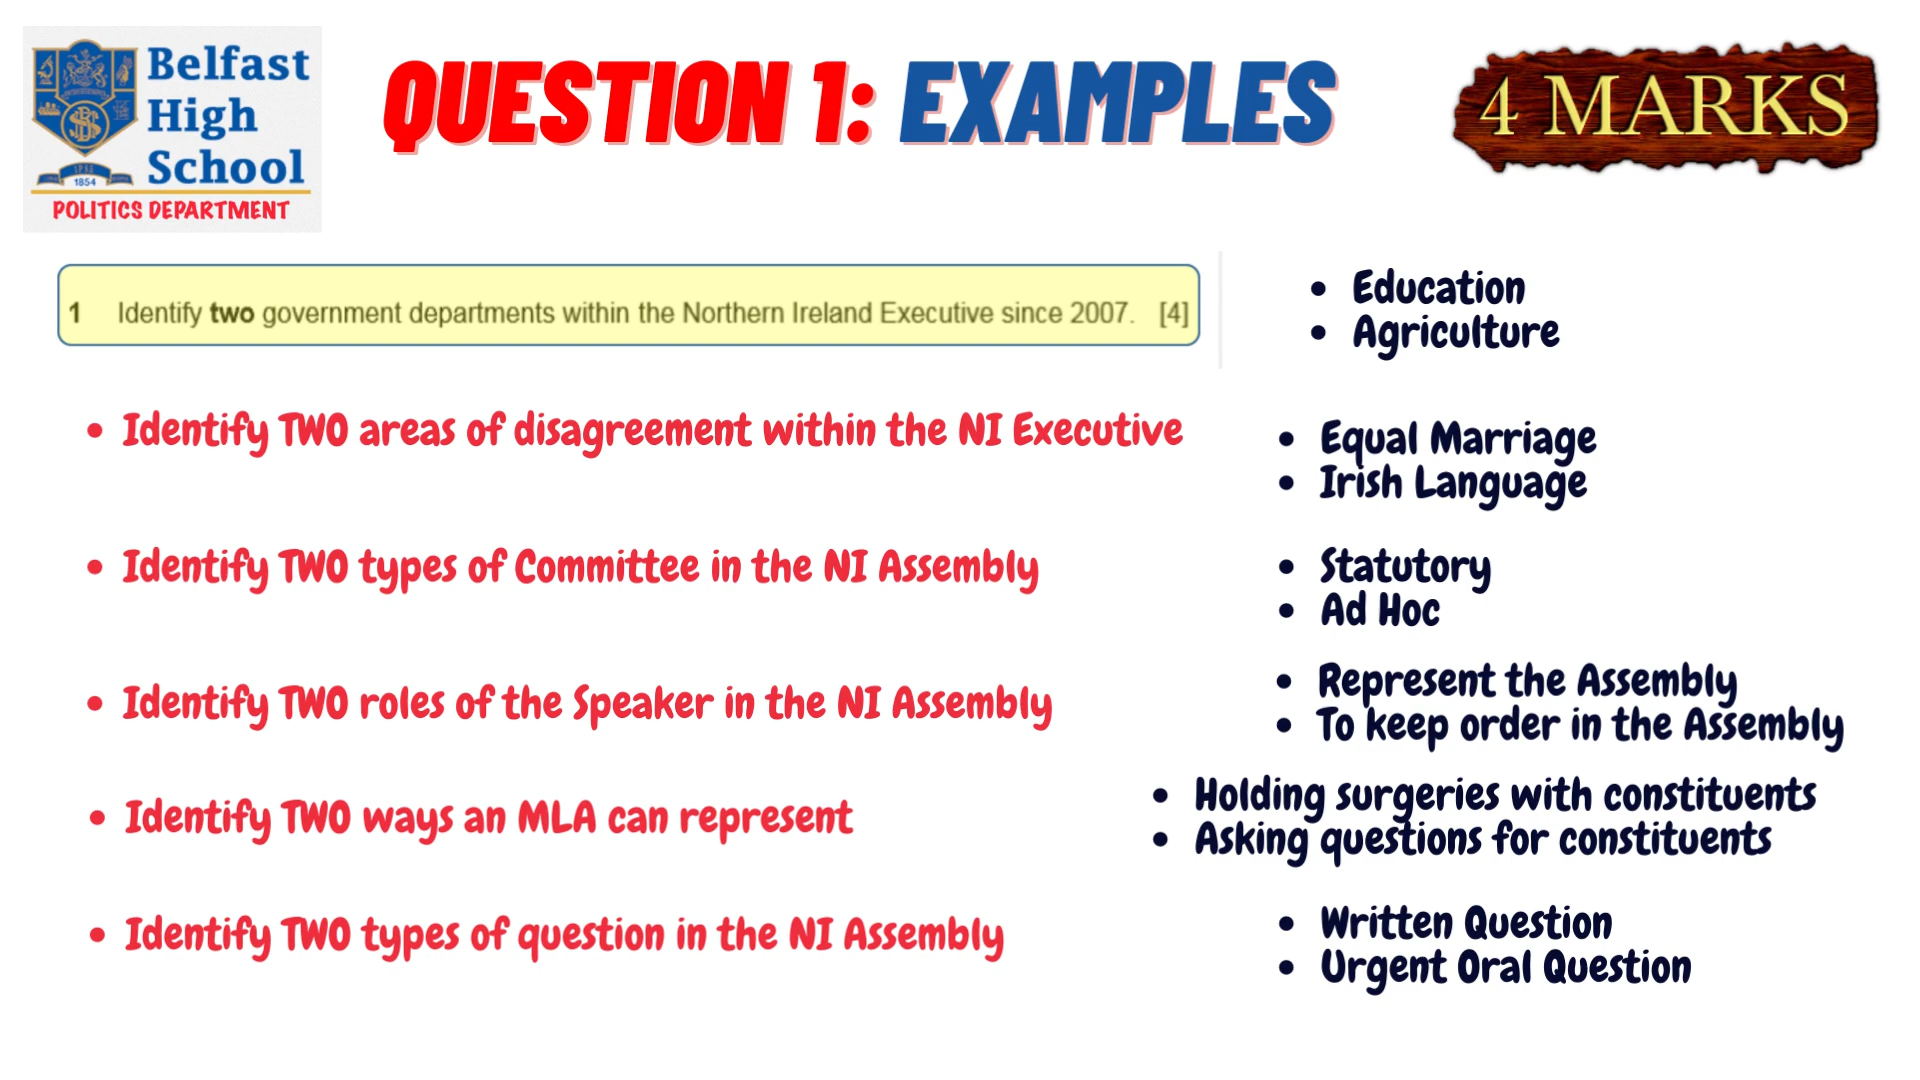 Belfast
High
School
1854
POLITICS DEPARTMENT
QUESTION 1: EXAMPLES
4 MARKS
1 Identify two government departments within the Northern Ireland Executive since 2007. [4]
• Education
• Agriculture
• Identify TWO areas of disagreement within the NI Executive
• Equal Marriage
• Irish Language
• Identify TWO types of Committee in the NI Assembly
• Statutory
• Ad Hoc
• Identify TWO roles of the Speaker in the NI Assembly
• Represent the Assembly
• To keep order in the Assembly
• Identify TWO ways an MLA can represent
• Holding surgeries with constituents
• Asking questions for constituents
• Identify TWO types of question in the NI Assembly
• Written Question
• Urgent Oral Question